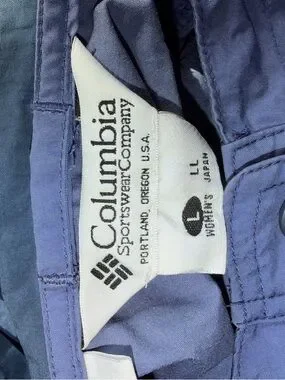 Columbia
Sportswear Company
PORTLAND, OREGON U.S.A.
L
LL
WOMEN'S
JAPAN